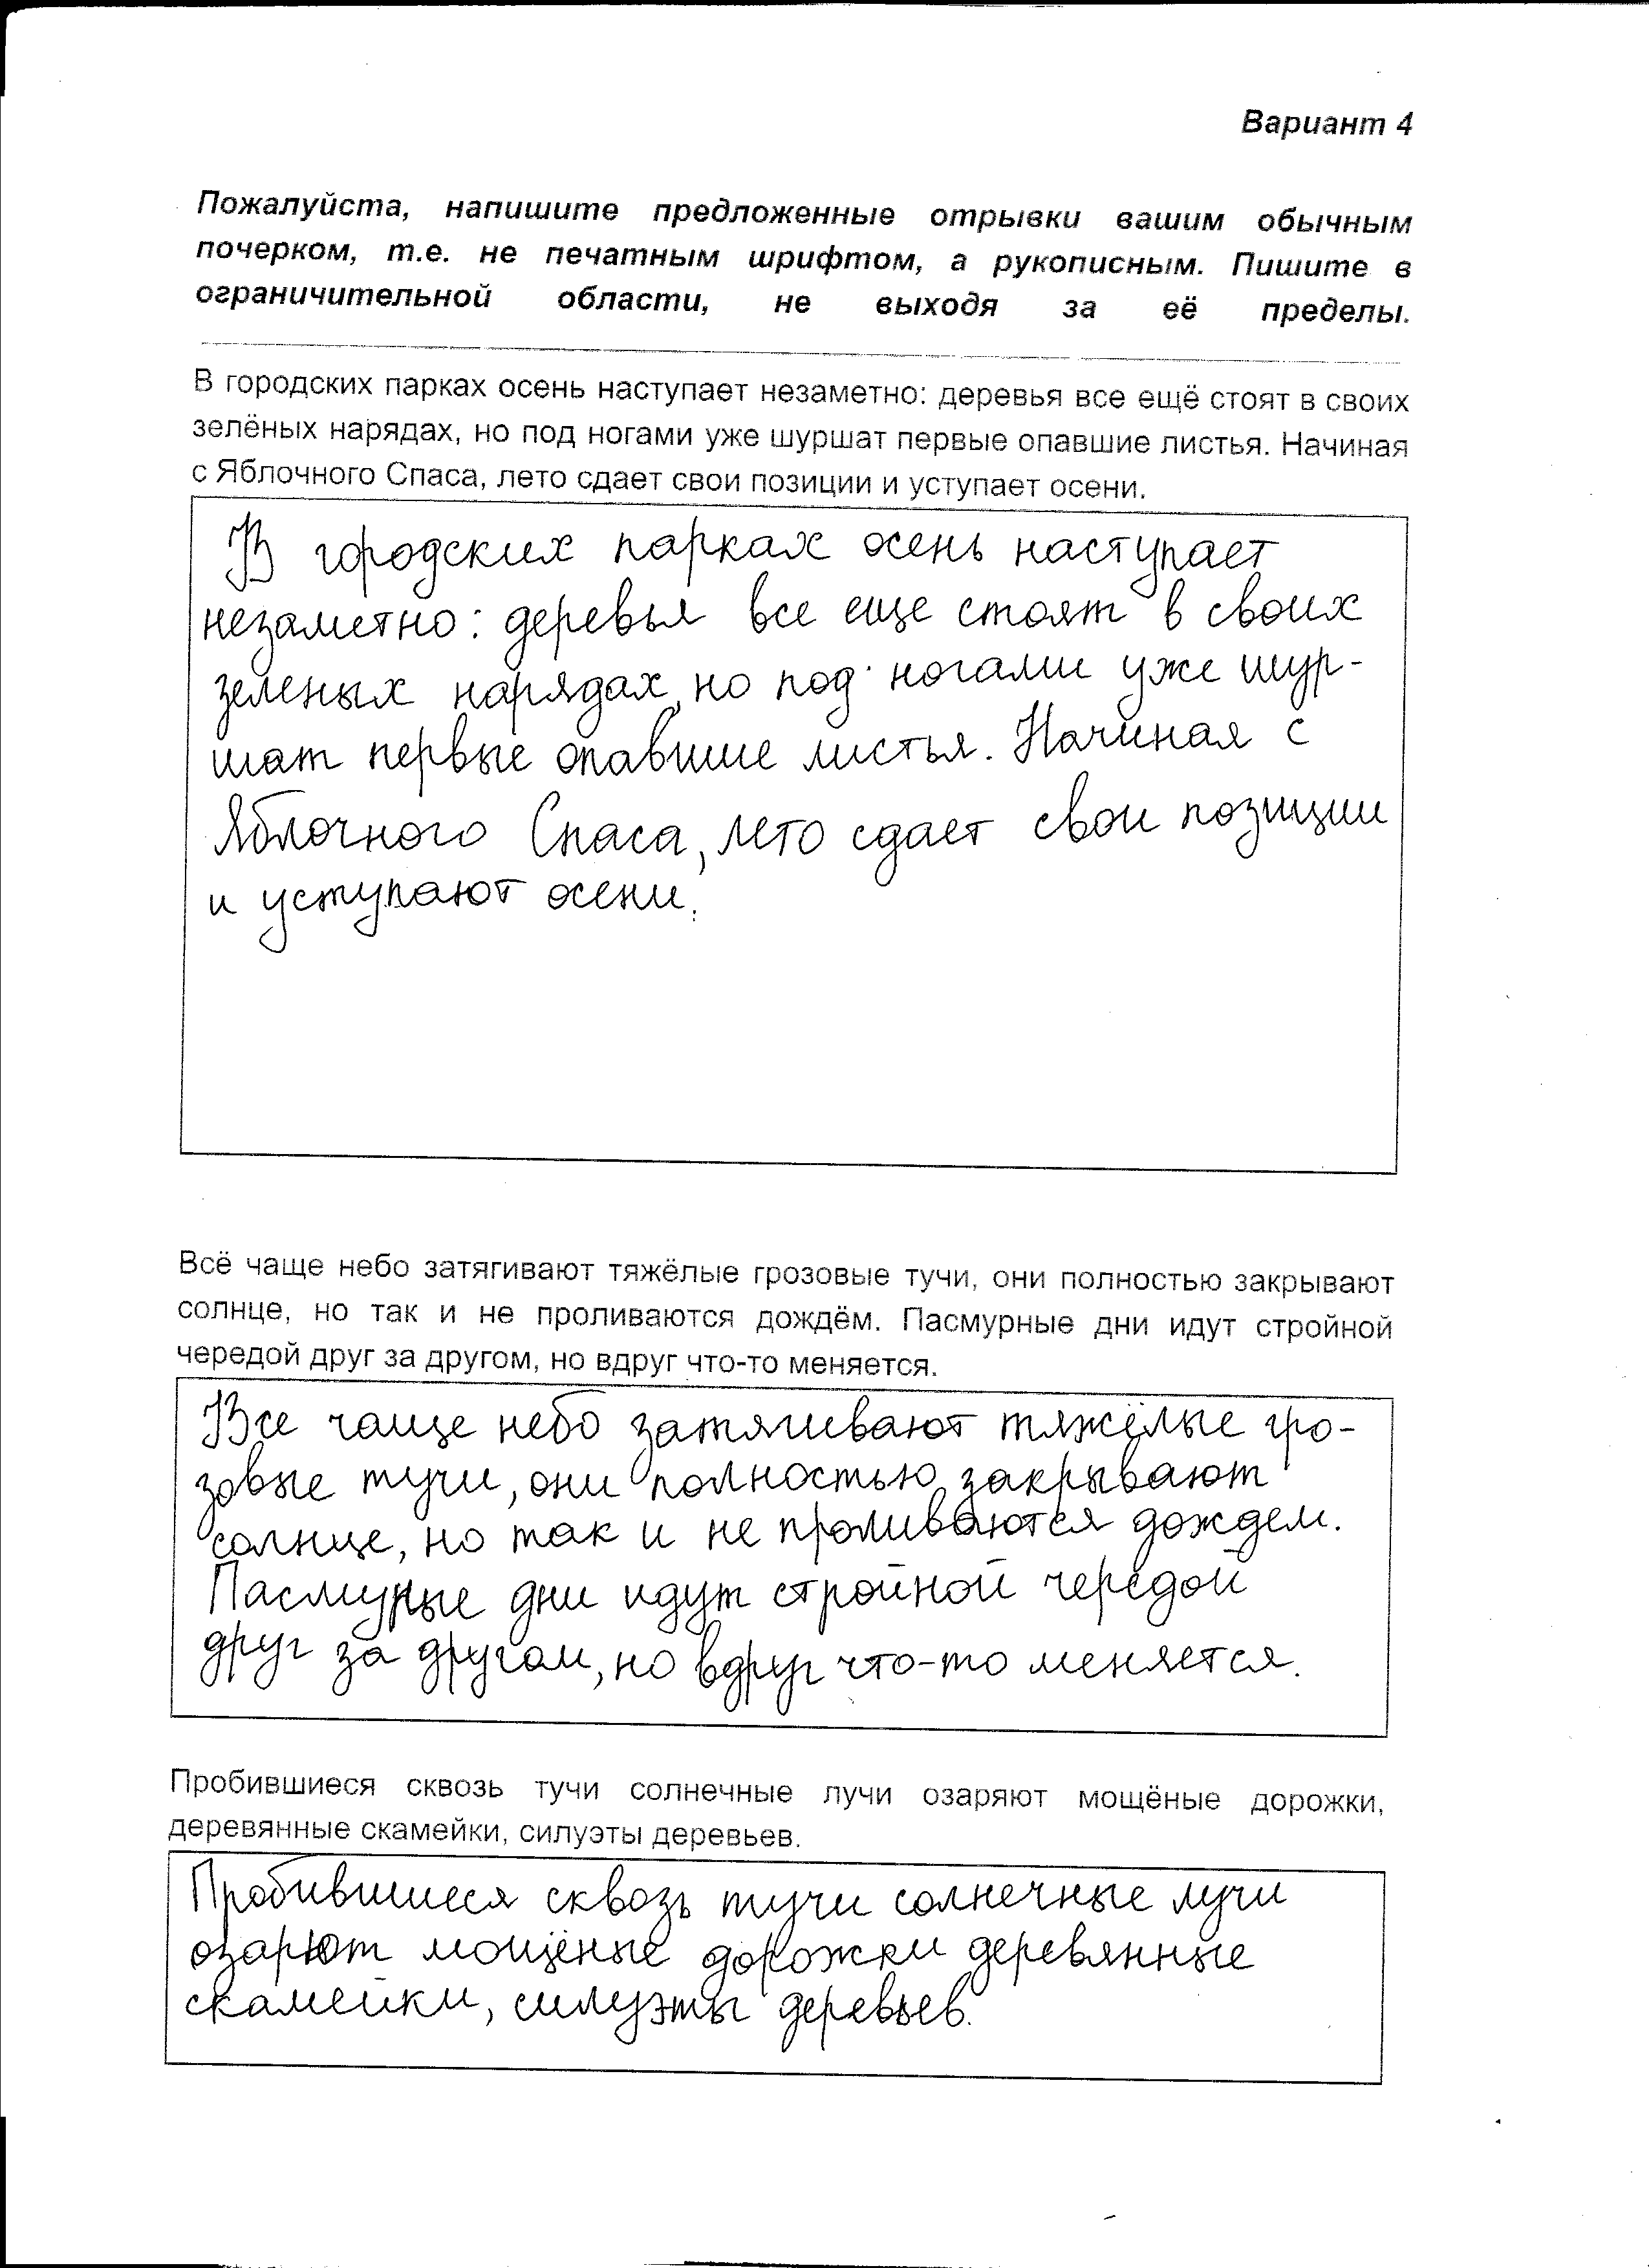 Вариант 4
Пожалуйста, напишите предложенные отрывки вашим обычным
почерком, т.е. не печатным шрифтом, а рукописным. Пишите в
ограничительной области, не выходя за её пределы.
В городских парках осень наступает незаметно: деревья все ещё стоят в своих
зелёных нарядах, но под ногами уже шуршат первые опавшие листья. Начиная
с Яблочного Спаса, лето сдает свои позиции и уступает осени.
В городских парках осень наступает
незаметно: деревья все еще стоят в своих
зеленых нарядах, но под ногами уже шур-
шат первые опавшие листья. Начиная с
Яблочного Спаса, лето сдает свои позиции
и уступают осени.
Всё чаще небо затягивают тяжёлые грозовые тучи, они полностью закрывают
солнце, но так и не проливаются дождём. Пасмурные дни идут стройной
чередой друг за другом, но вдруг что-то меняется.
Все чаще небо затягивают тяжёлые гро-
зовые тучи, они полностью закрывают
солнце, но так и не проливаются дождем.
Пасмурные дни идут стройной чередой
друг за другом, но вдруг что-то меняется.
Пробившиеся сквозь тучи солнечные лучи озаряют мощёные дорожки,
деревянные скамейки, силуэты деревьев.
Пробившиеся сквозь тучи солнечные лучи
озарют мощёные дорожки деревянные
скамейки, силуэты деревьев.